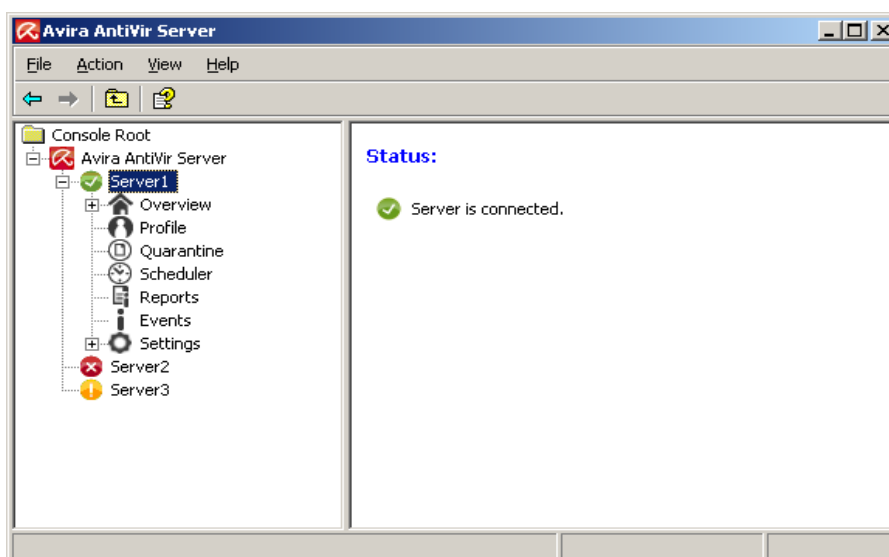 Avira AntiVir Server
File Action View Help
Console Root
Avira AntiVir Server
Server1
Overview
Profile
Quarantine
Scheduler
Reports
Events
Settings
Server2
Server3
Status:
Server is connected.